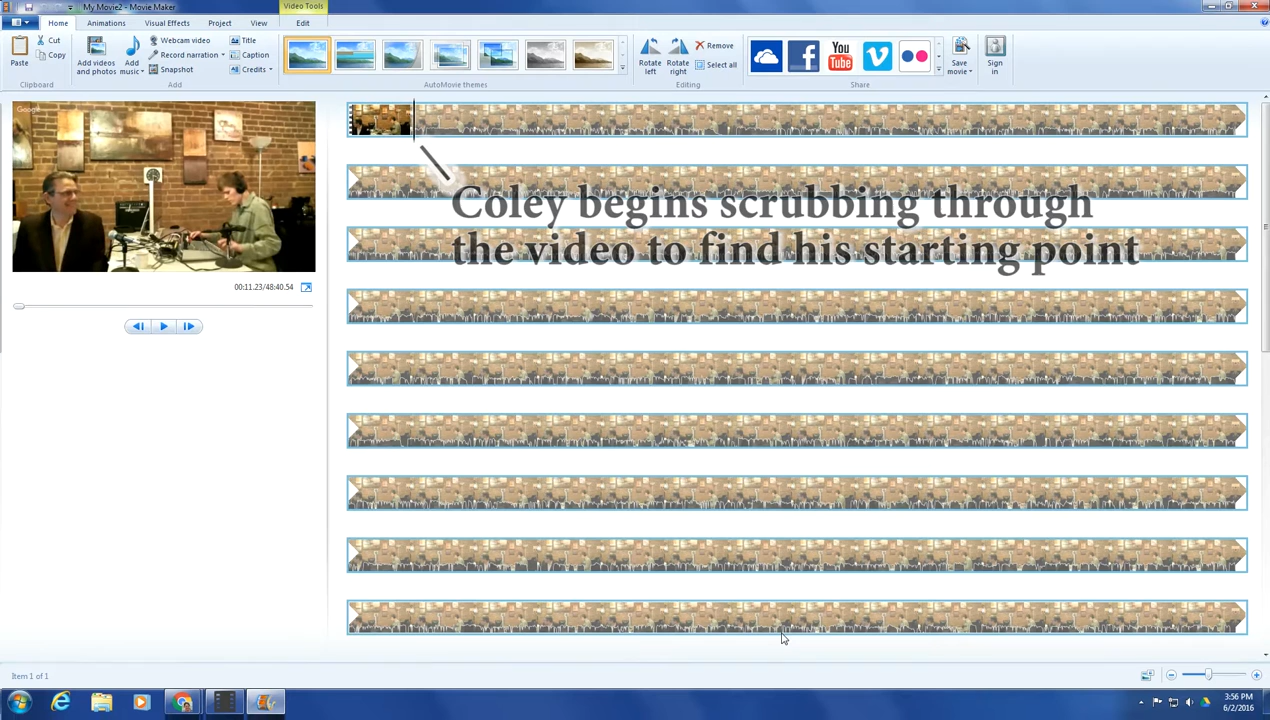 My Movie2 - Movie Maker
Video Tools
Home
Animations
Visual Effects
Project
View
Edit
Paste
Cut
Copy
Clipboard
Add videos
and photos
Add
music
Webcam video
Record narration
Snapshot
Title
Caption
Credits
Add
AutoMovie themes
Rotate
left
Rotate
right
Remove
Select all
Editing
You
Tube
Share
Save
movie
Sign
in
Google
00:11.23/48:40.54
Coley begins scrubbing through
the video to find his starting point
Item 1 of 1
3:56 PM
6/2/2016